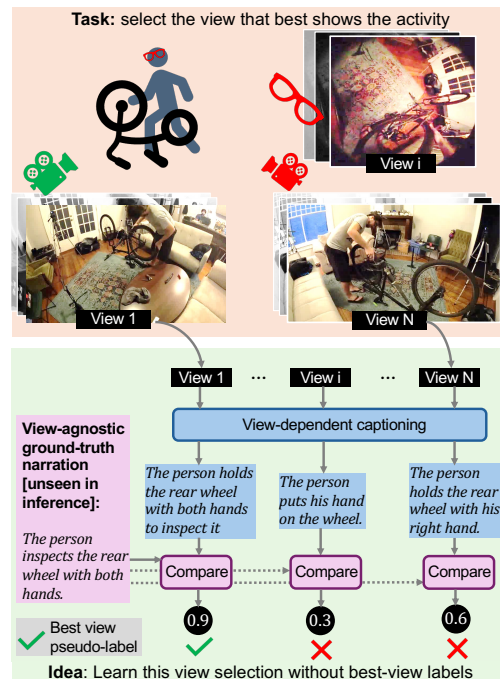 Task: select the view that best shows the activity
View i
View 1
View N
View 1 ... View i ... View N
View-dependent captioning
View-agnostic
ground-truth
narration
[unseen in
inference]:
The person
inspects the rear
wheel with both
hands.
The person holds
the rear wheel
with both hands
to inspect it
The person
puts his hand
on the wheel.
The person
holds the rear
wheel with his
right hand.
Compare
Compare
Compare
0.9
0.3
0.6
Best view
pseudo-label
Idea: Learn this view selection without best-view labels